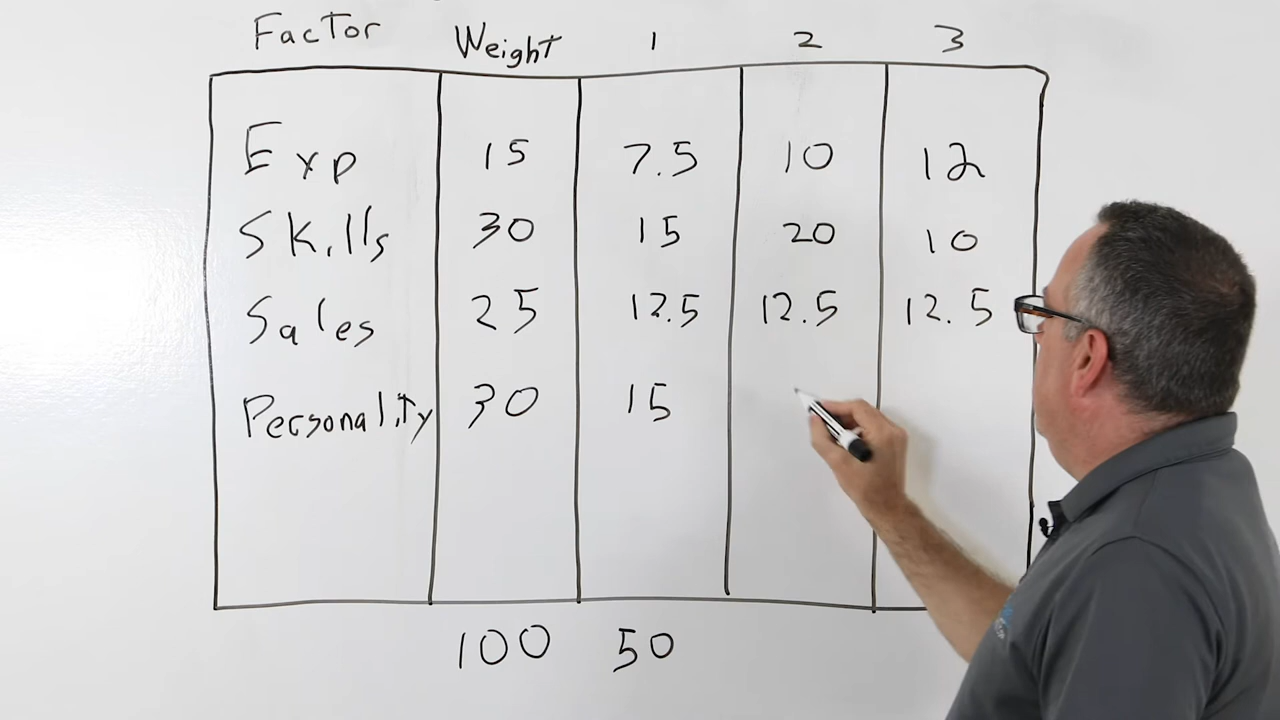 Factor Weight 1 2 3
Exp 15 7.5 10 12
Skills 30 15 20 10
Sales 25 12.5 12.5 12.5
Personality 30 15
100 50